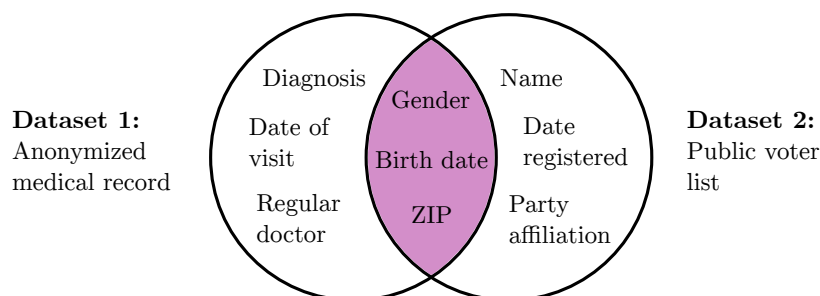 Dataset 1:
Anonymized
medical record
Diagnosis
Date of
visit
Regular
doctor
Gender
Birth date
ZIP
Name
Date
registered
Party
affiliation
Dataset 2:
Public voter
list